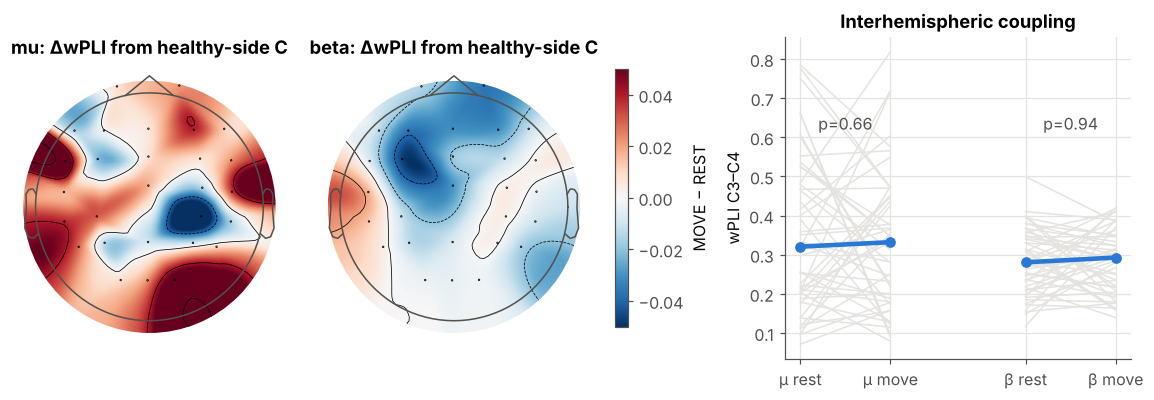 mu: ΔwPLI from healthy-side C
beta: ΔwPLI from healthy-side C
0.04
0.02
0.00
−0.02
−0.04
MOVE − REST
Interhemispheric coupling
wPLI C3–C4
0.8
0.7
0.6
0.5
0.4
0.3
0.2
0.1
p=0.66
p=0.94
μ rest
μ move
β rest
β move